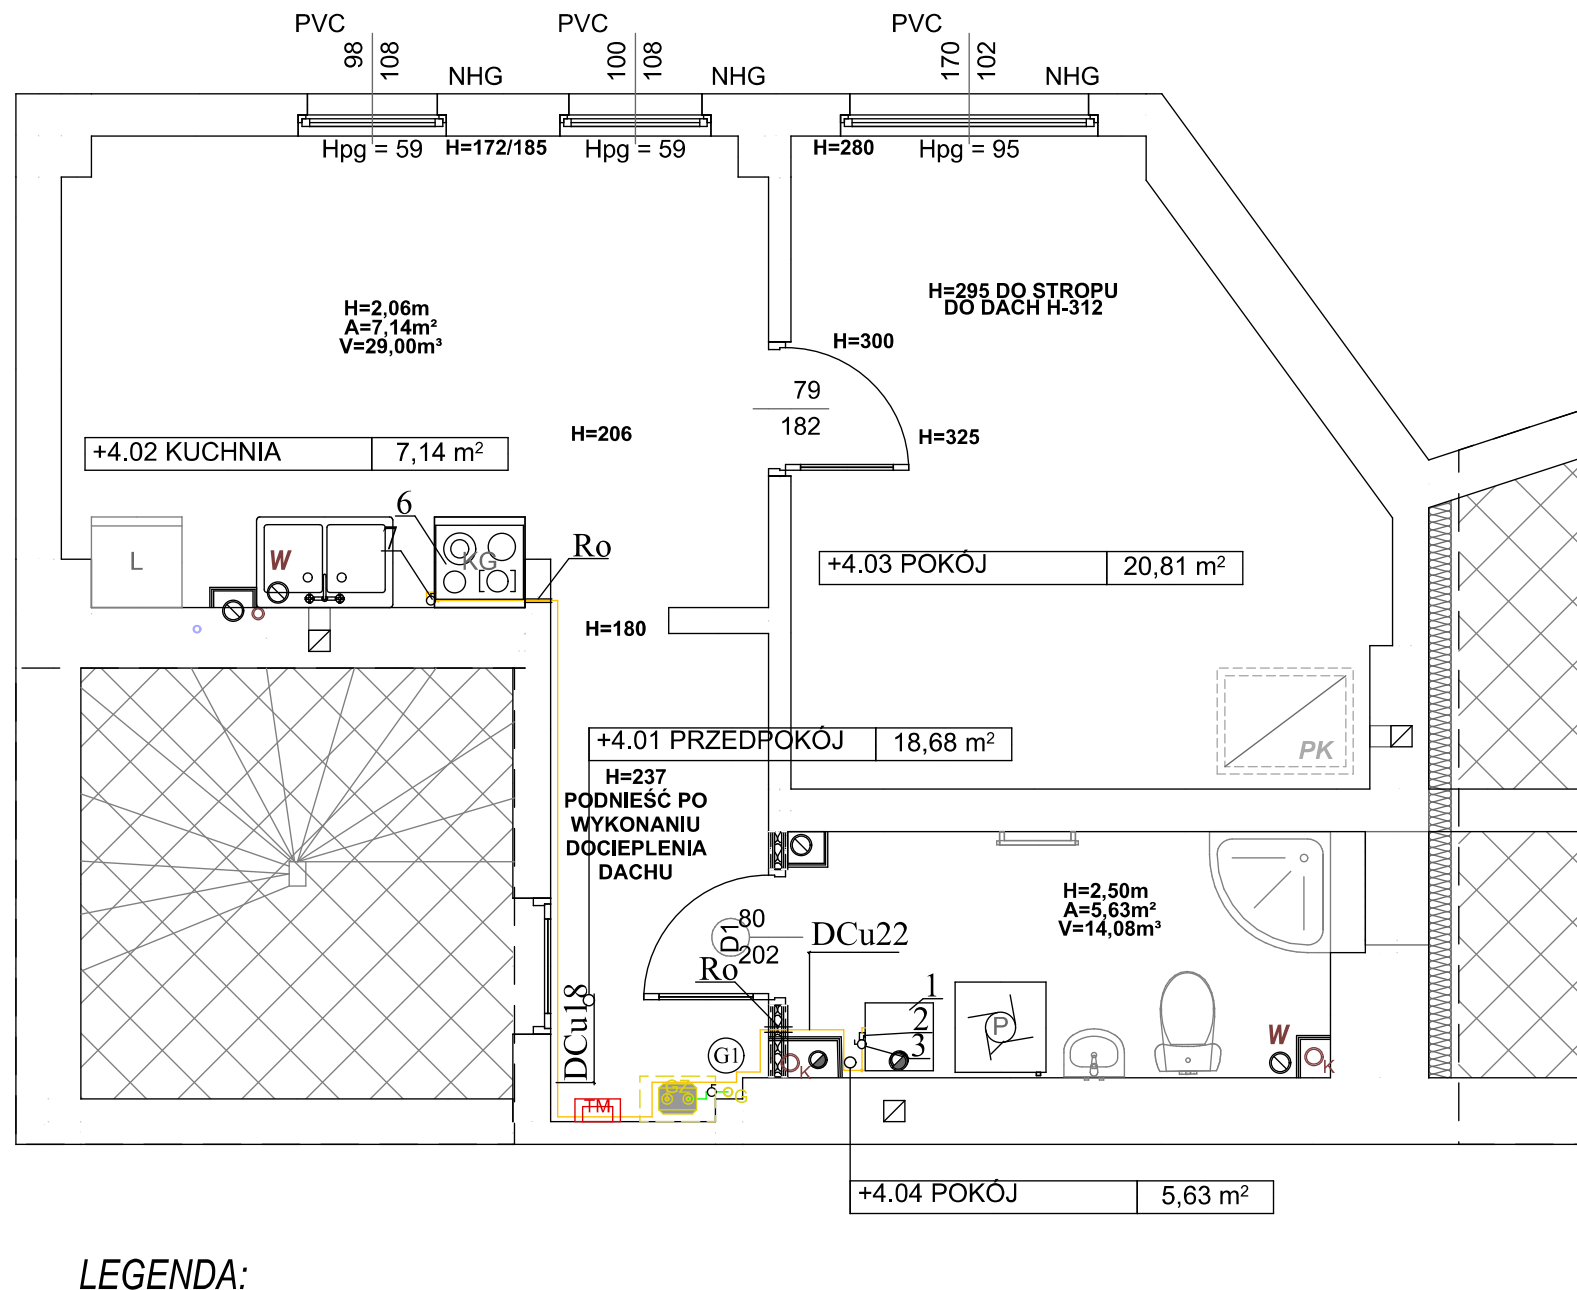 PVC
98
108
NHG
PVC
100
108
NHG
PVC
170
102
NHG
Hpg = 59
H=172/185
Hpg = 59
H=280
Hpg = 95
H=2,06m
A=7,14m²
V=29,00m³
H=295 DO STROPU
DO DACH H-312
H=300
79
182
H=206
H=325
+4.02 KUCHNIA
7,14 m²
6
7
L
W
KG
Ro
+4.03 POKÓJ
20,81 m²
H=180
+4.01 PRZEDPOKÓJ
18,68 m²
PK
H=237
PODNIEŚĆ PO
WYKONANIU
DOCIEPLENIA
DACHU
H=2,50m
A=5,63m²
V=14,08m³
D1
80
202
DCu22
Ro
DCu18
1
2
3
P
W
G1
K
K
TM
G
+4.04 POKÓJ
5,63 m²
LEGENDA: